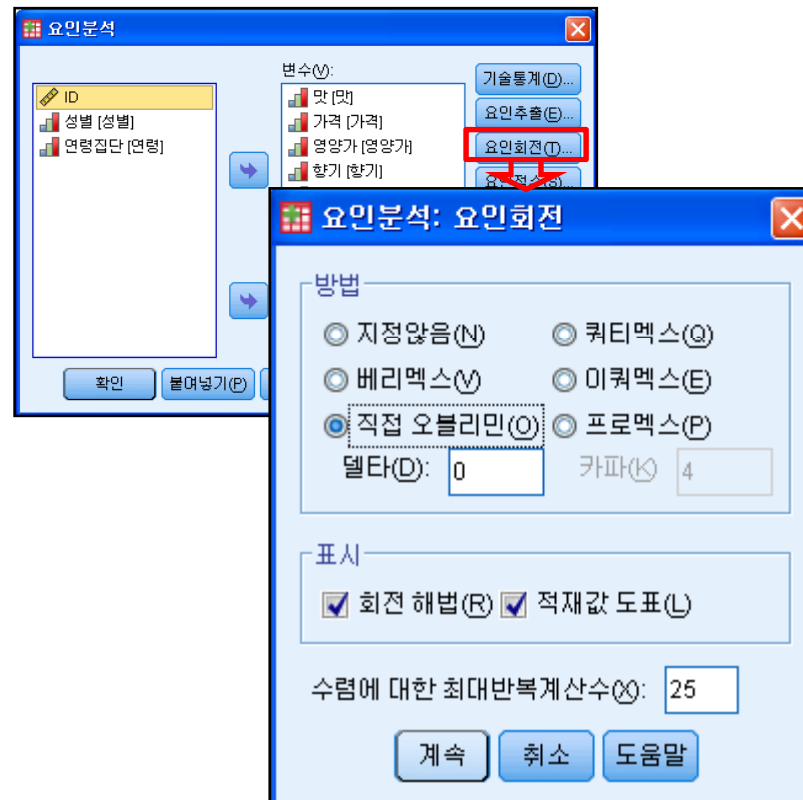 요인분석
변수(V):
ID
성별 [성별]
연령집단 [연령]
맛 [맛]
가격 [가격]
영양가 [영양가]
향기 [향기]
기술통계(D)...
요인추출(E)...
요인회전(T)...
확인
붙여넣기(P)
요인분석: 요인회전
방법
지정않음(N) 쿼티멕스(Q)
베리멕스(V) 이쿼멕스(E)
직접 오블리민(O) 프로멕스(P)
델타(D): 0 카파(K) 4
표시
회전 해법(R) 적재값 도표(L)
수렴에 대한 최대반복계산수(X): 25
계속 취소 도움말